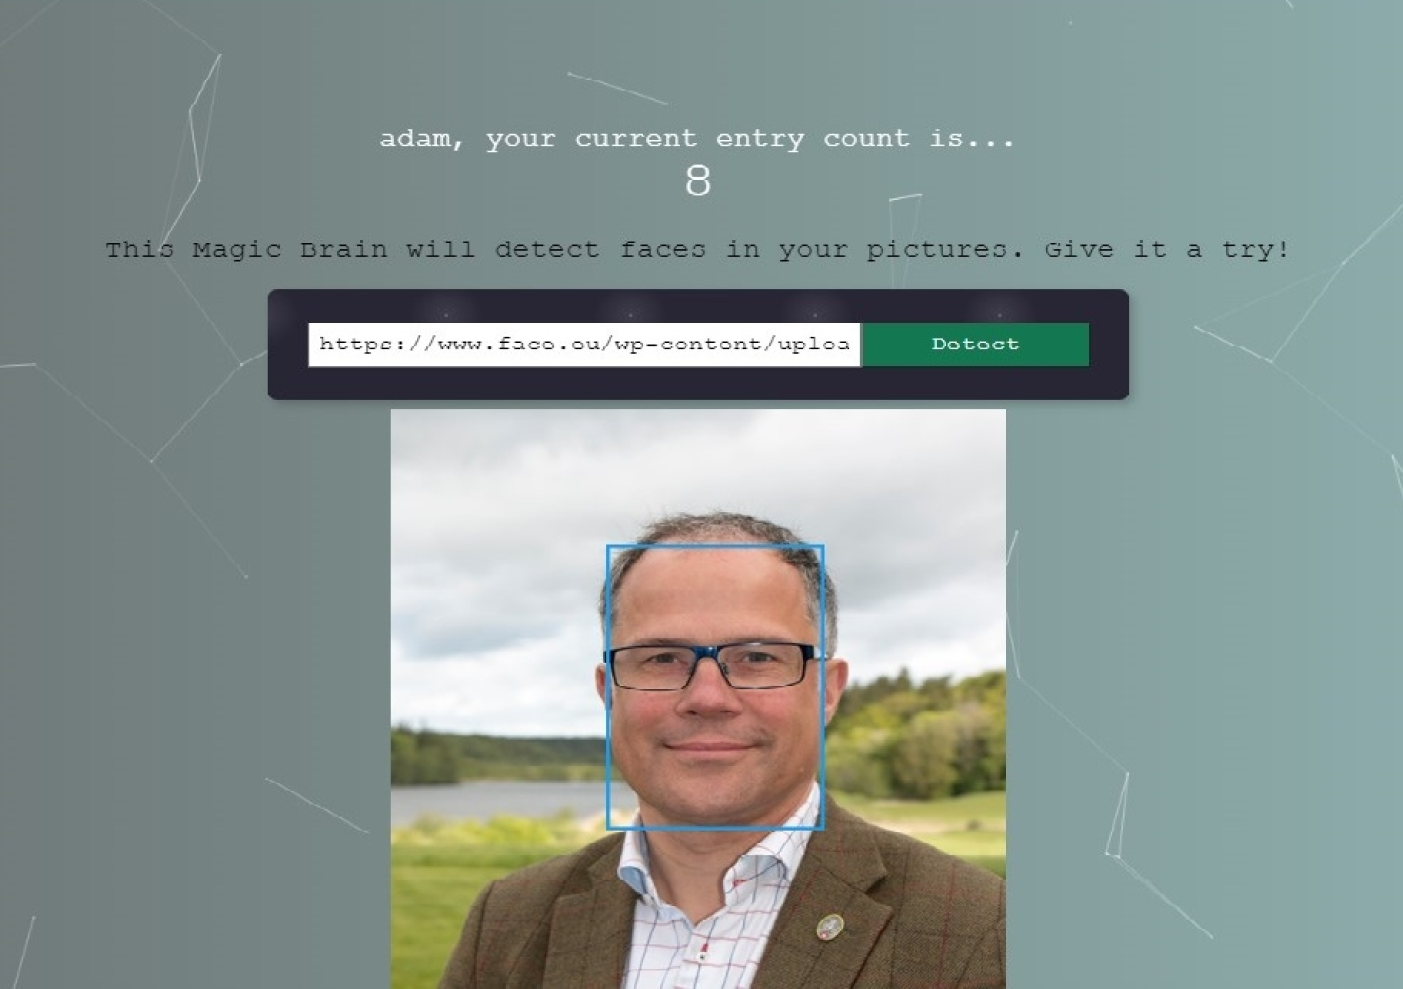 adam, your current entry count is...
8
This Magic Brain will detect faces in your pictures. Give it a try!
https://www.face.eu/wp-content/uploa
Detect